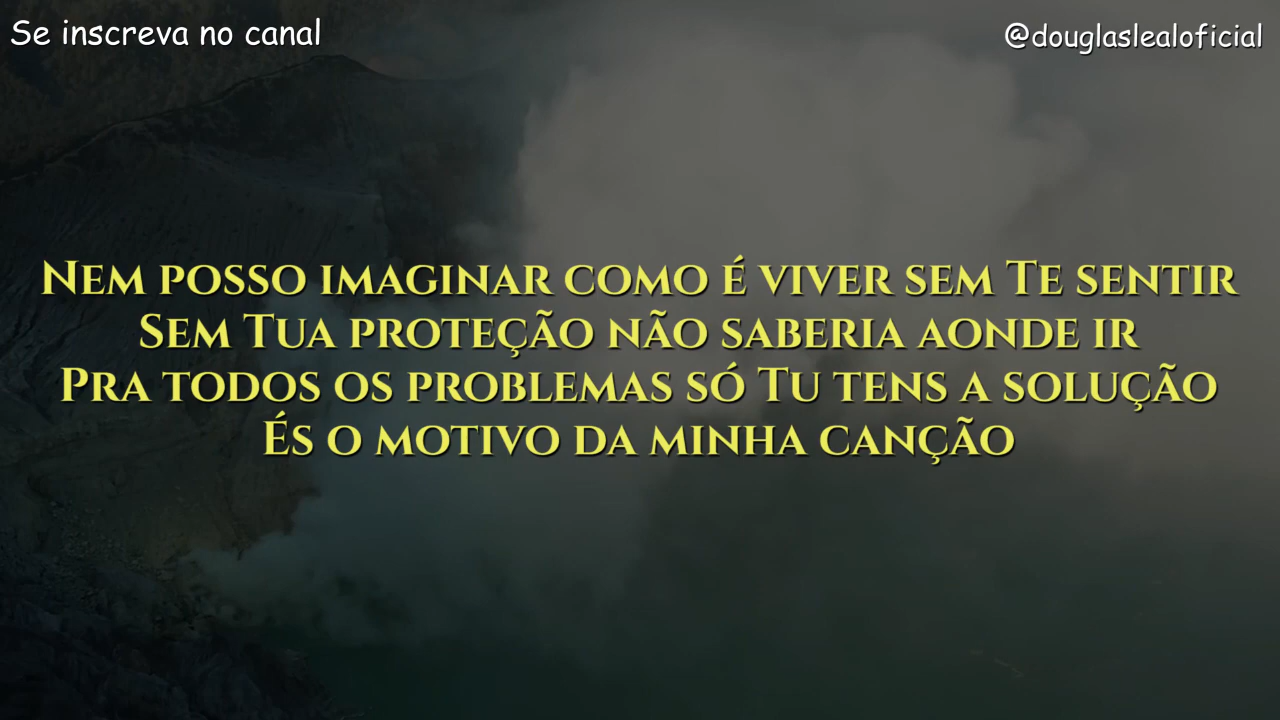 Se inscreva no canal
@douglaslealoficial
Nem posso imaginar como é viver sem Te sentir
Sem Tua proteção não saberia aonde ir
Pra todos os problemas só Tu tens a solução
És o motivo da minha canção